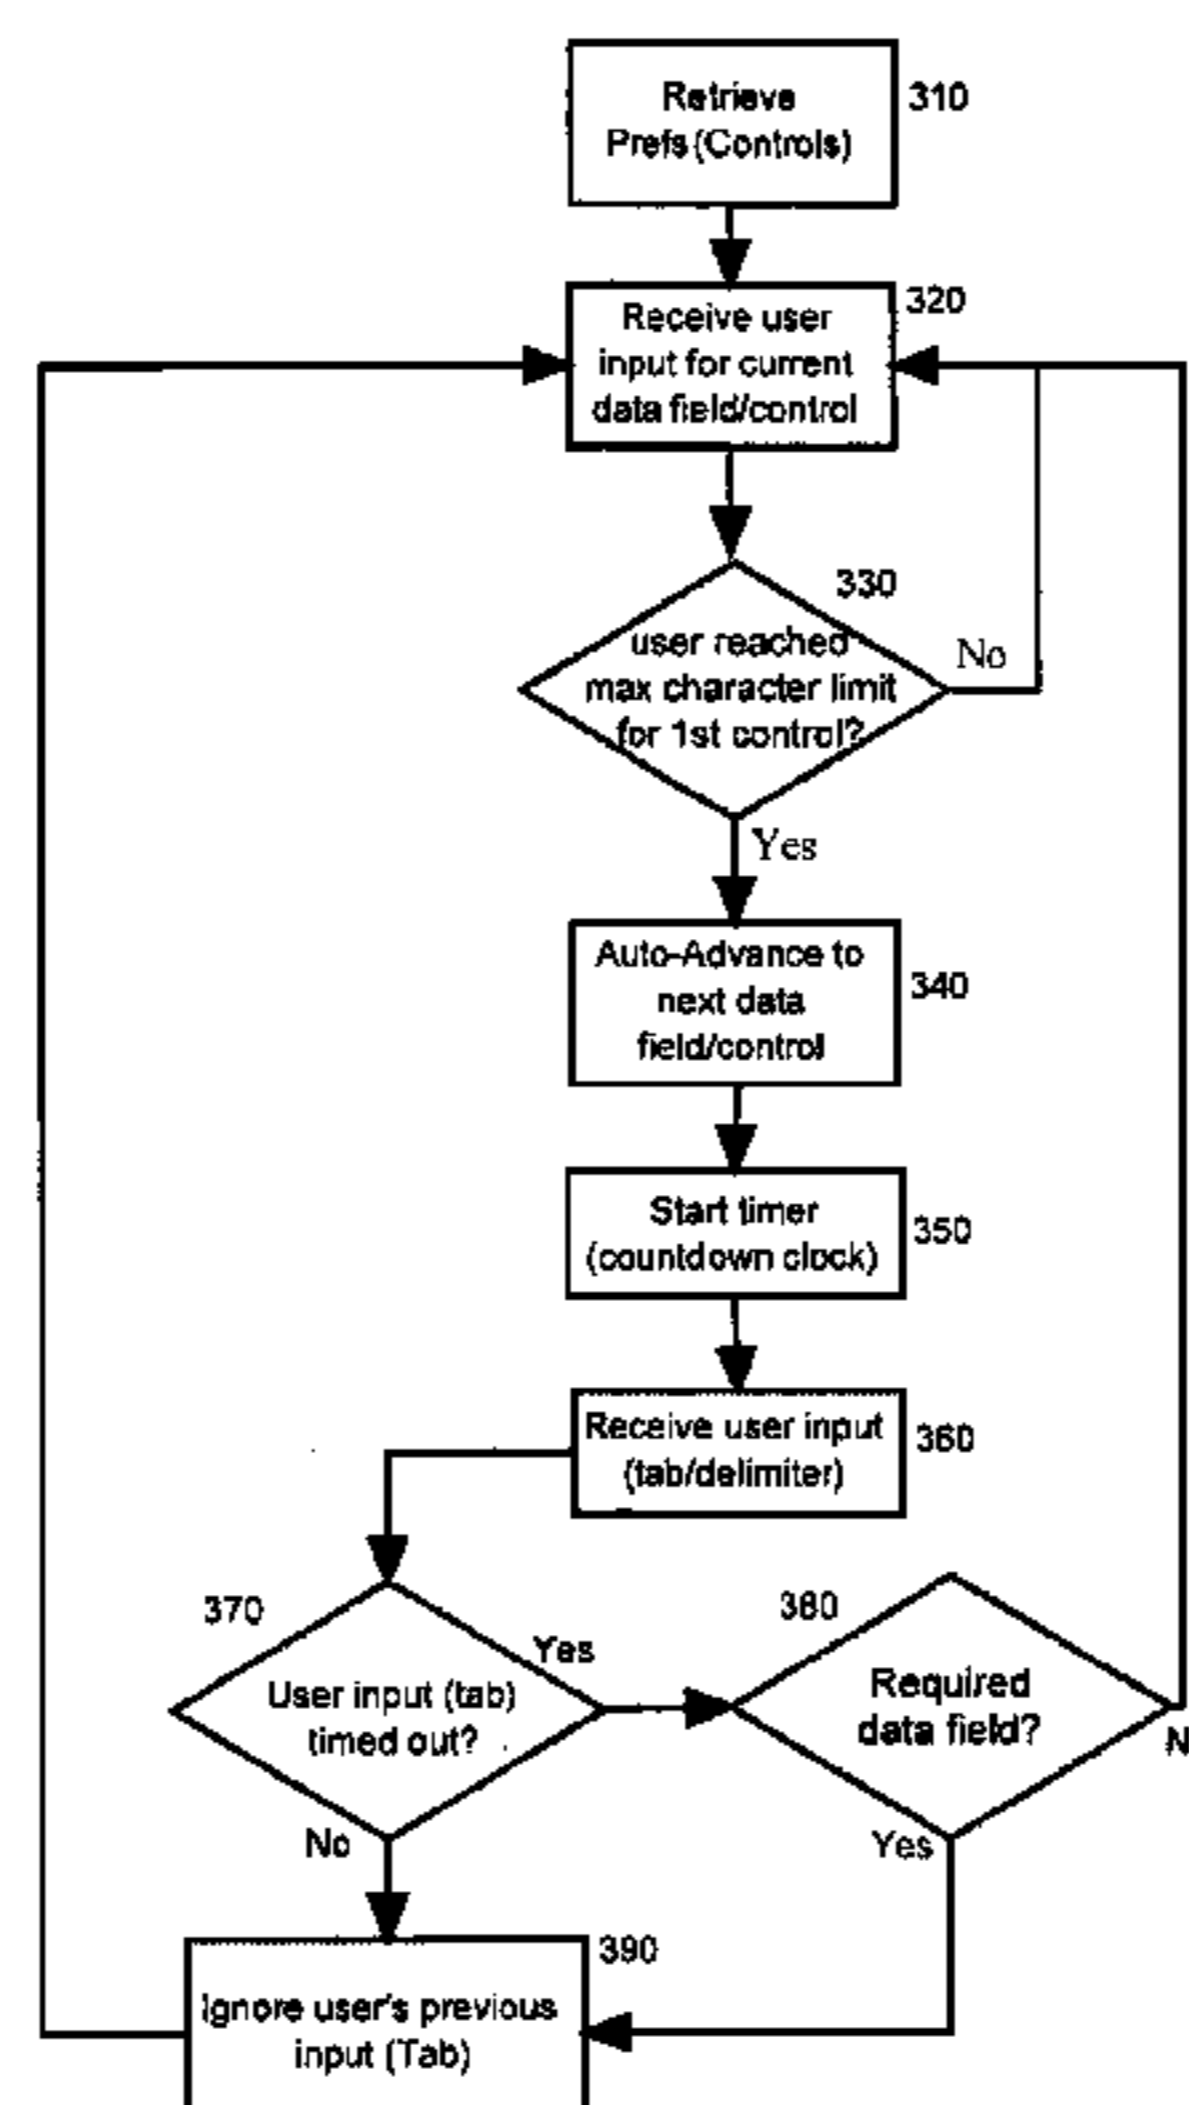 Retrieve
Prefs (Controls)
310
320
Receive user
input for current
data field/control
330
user reached
max character limit
for 1st control?
No
Yes
Auto-Advance to
next data
field/control
340
Start timer
(countdown clock)
350
Receive user input
(tab/delimiter)
360
370
User input (tab)
timed out?
Yes
No
380
Required
data field?
N
Yes
390
Ignore user's previous
input (Tab)